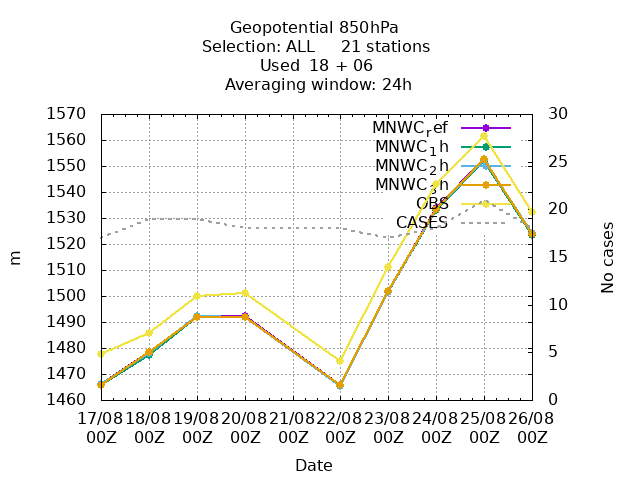 Geopotential 850hPa
Selection: ALL     21 stations
Used  18 + 06
Averaging window: 24h
1570
1560
1550
1540
1530
1520
1510
1500
1490
1480
1470
1460
30
25
20
15
10
5
0
m
No cases
MNWC_ref
MNWC_1h
MNWC_2h
MNWC_3h
OBS
CASES
17/08 18/08 19/08 20/08 21/08 22/08 23/08 24/08 25/08 26/08
00Z 00Z 00Z 00Z 00Z 00Z 00Z 00Z 00Z 00Z
Date